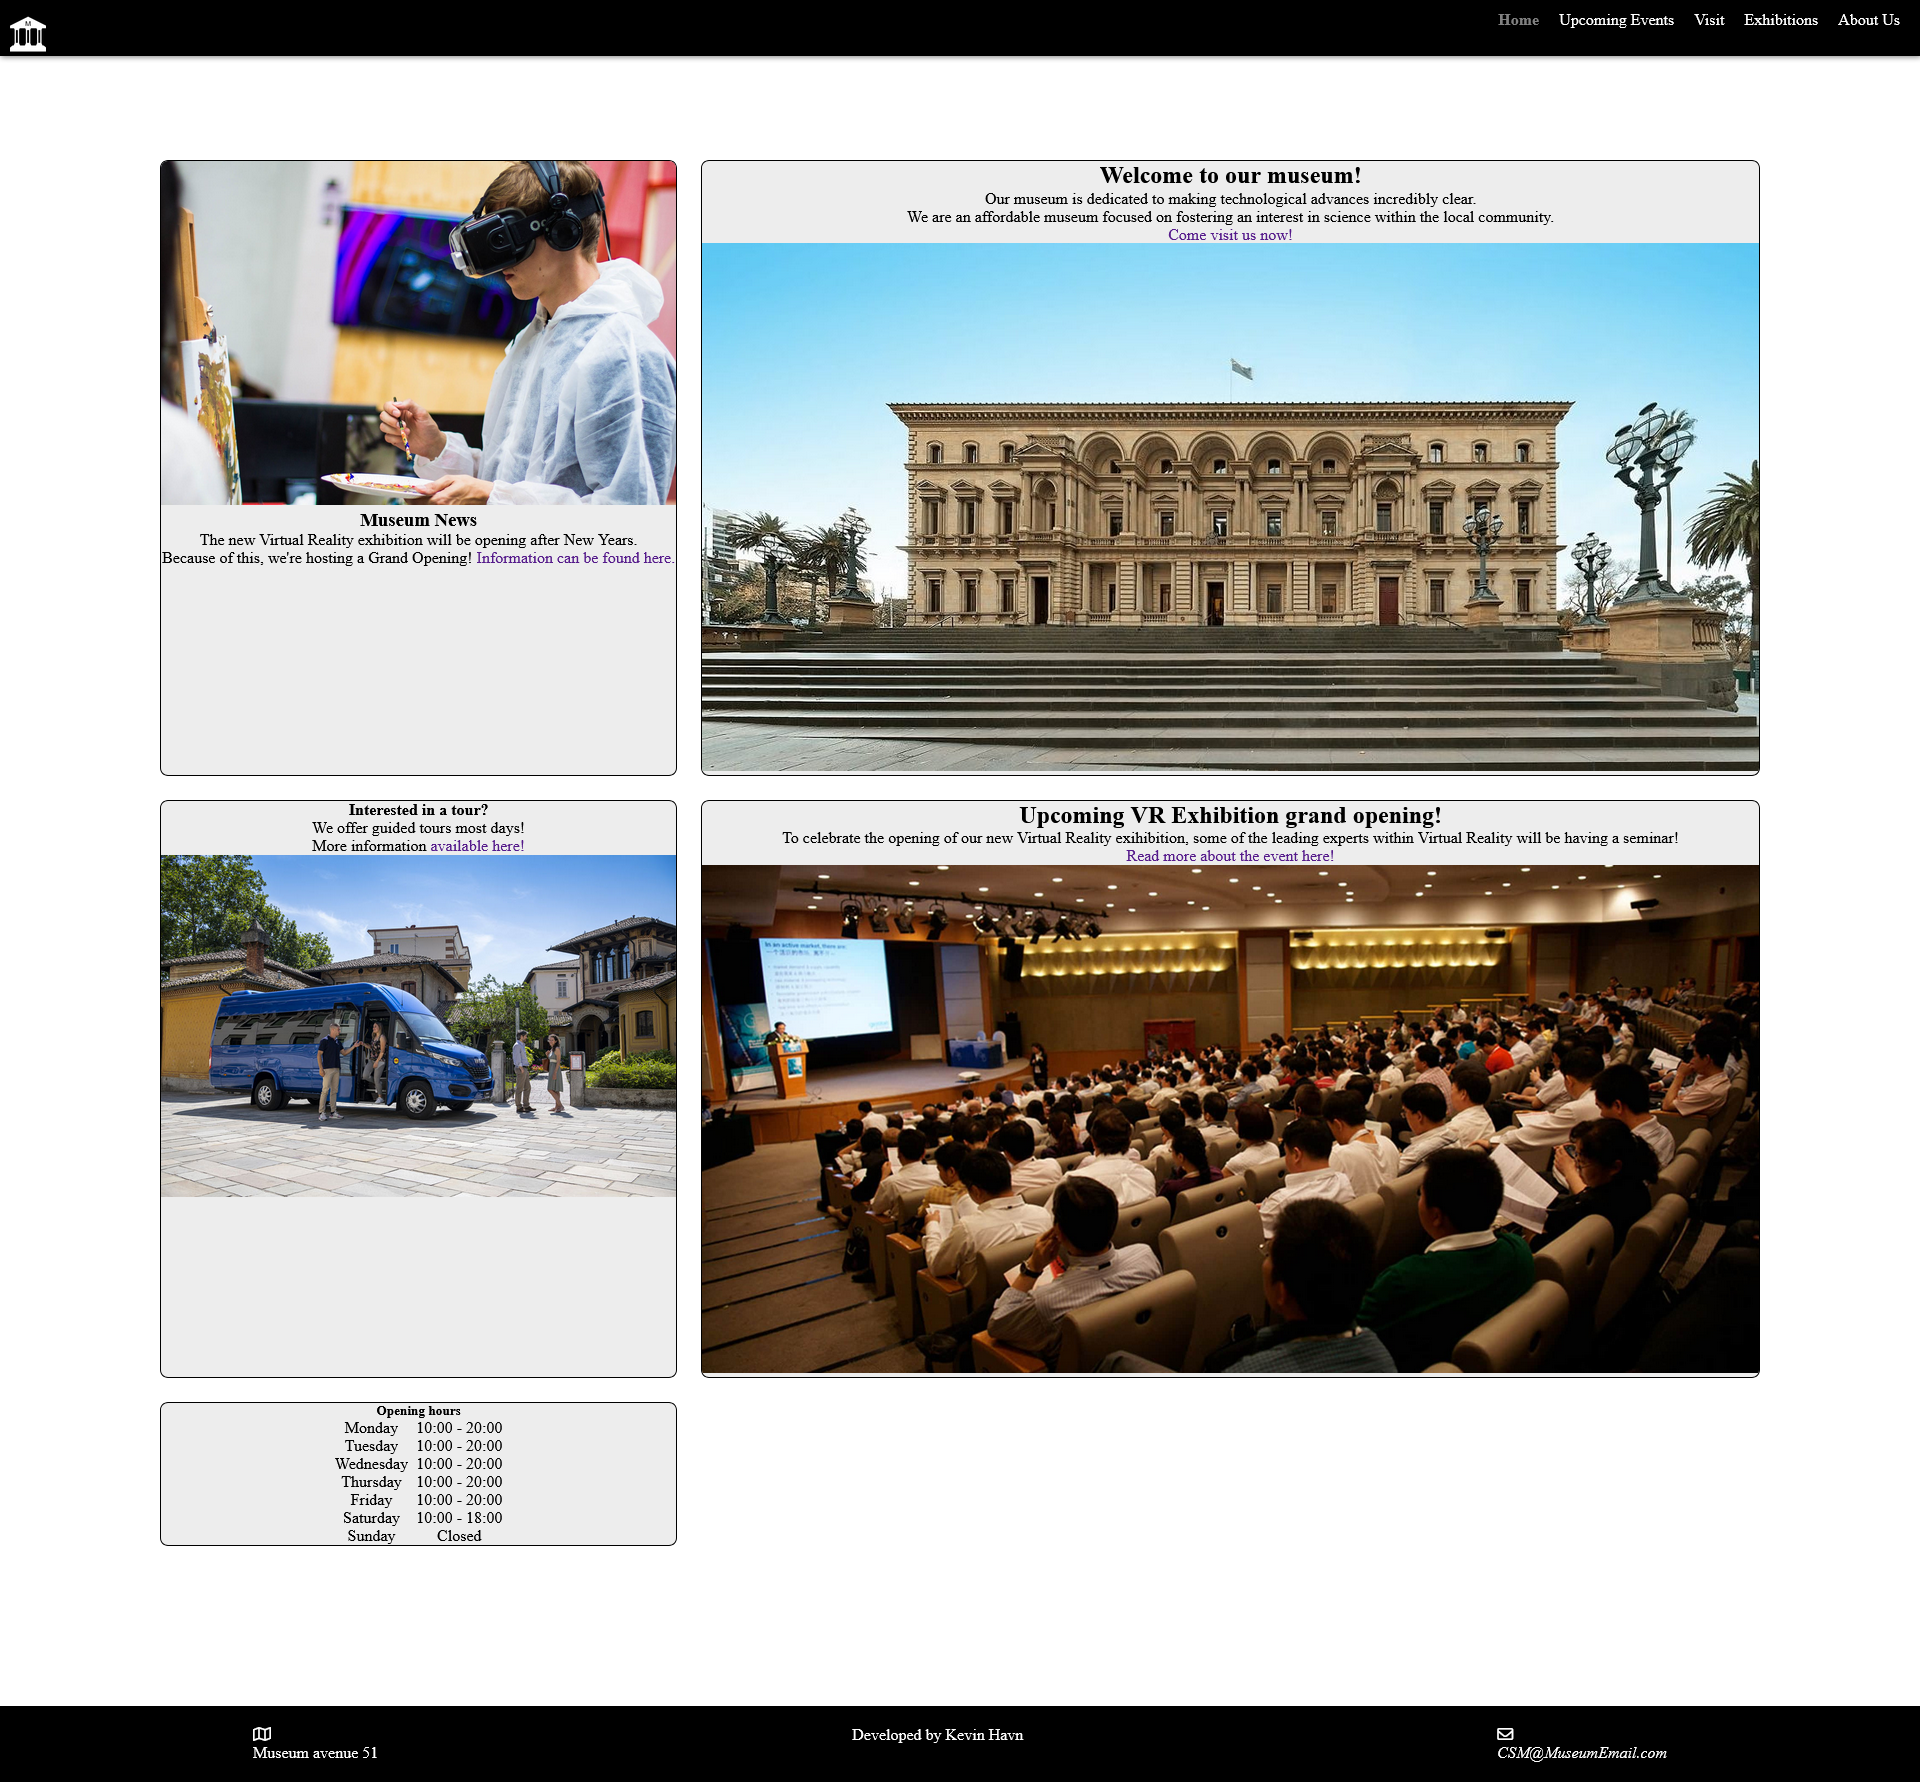 M
Home Upcoming Events Visit Exhibitions About Us
Museum News
The new Virtual Reality exhibition will be opening after New Years.
Because of this, we're hosting a Grand Opening! Information can be found here.
Welcome to our museum!
Our museum is dedicated to making technological advances incredibly clear.
We are an affordable museum focused on fostering an interest in science within the local community.
Come visit us now!
Interested in a tour?
We offer guided tours most days!
More information available here!
Upcoming VR Exhibition grand opening!
To celebrate the opening of our new Virtual Reality exihibition, some of the leading experts within Virtual Reality will be having a seminar!
Read more about the event here!
In an active market, there are:
Opening hours
Monday 10:00 - 20:00
Tuesday 10:00 - 20:00
Wednesday 10:00 - 20:00
Thursday 10:00 - 20:00
Friday 10:00 - 20:00
Saturday 10:00 - 18:00
Sunday Closed
Museum avenue 51
Developed by Kevin Havn
CSM@MuseumEmail.com